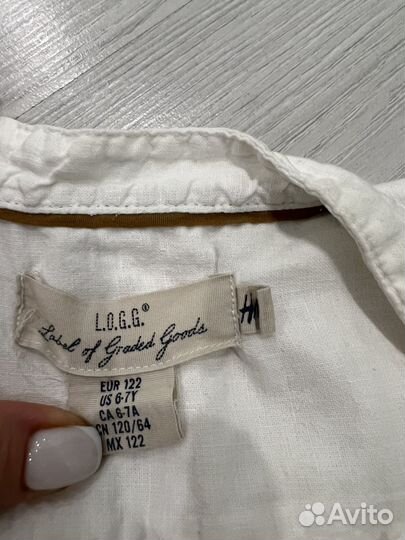 L.O.G.G.®
Label of Graded Goods
EUR 122
US 6-7Y
CA 6-7A
CN 120/64
MX 122
Avito